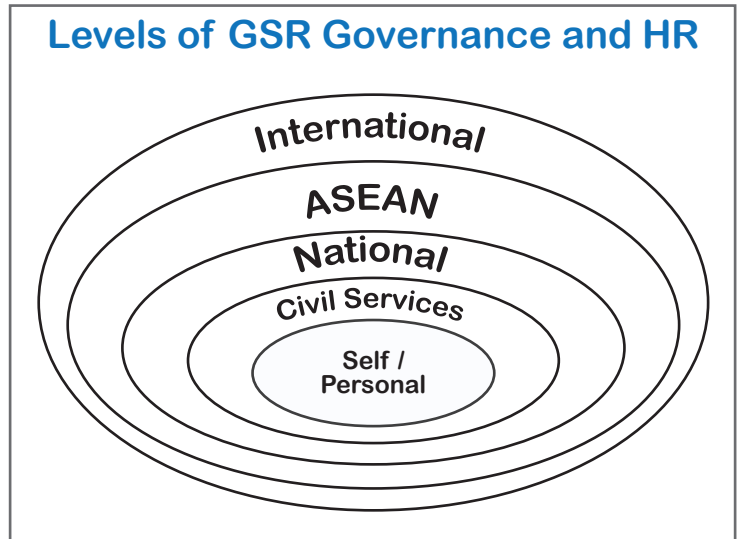 Levels of GSR Governance and HR
International
ASEAN
National
Civil Services
Self /
Personal